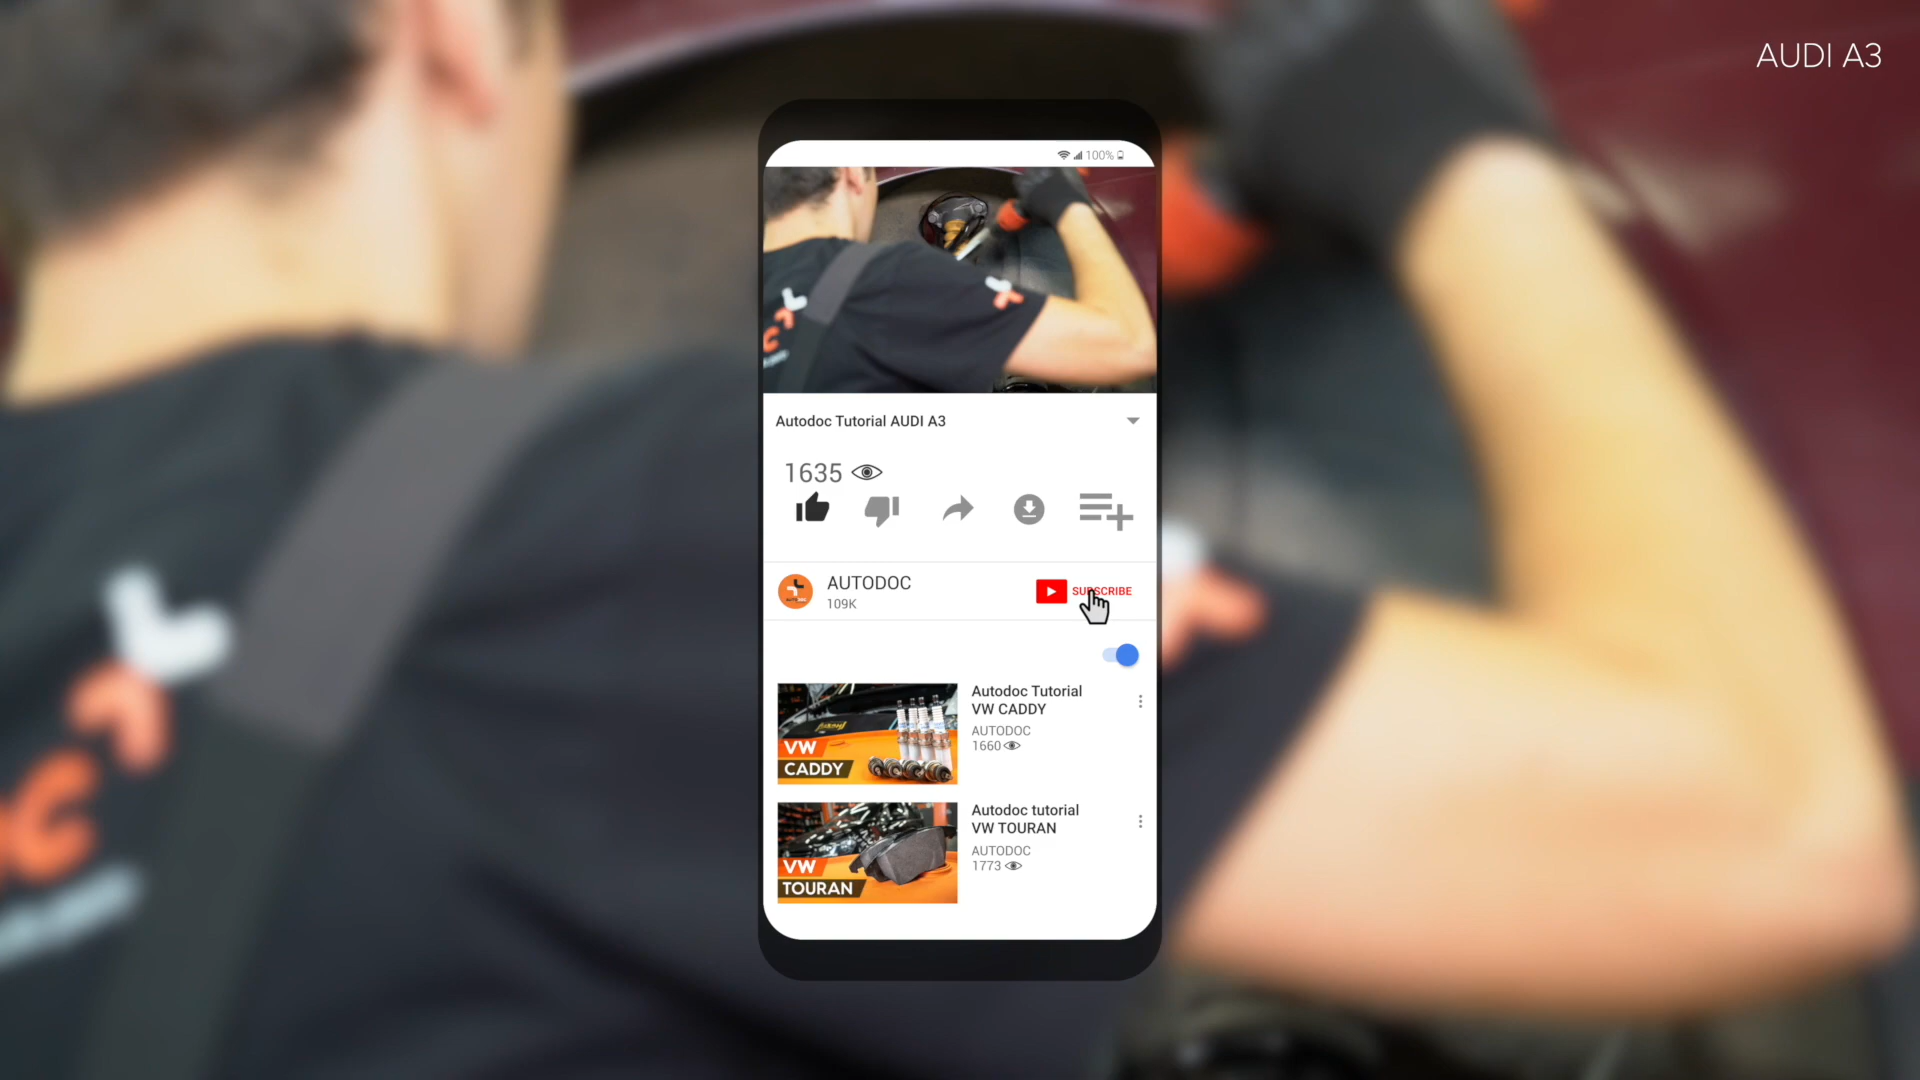 AUDI A3
100%
Autodoc Tutorial AUDI A3
1635
AUTODOC
109K
SUBSCRIBE
Autodoc Tutorial
VW CADDY
AUTODOC
1660
VW
CADDY
Autodoc tutorial
VW TOURAN
AUTODOC
1773
VW
TOURAN